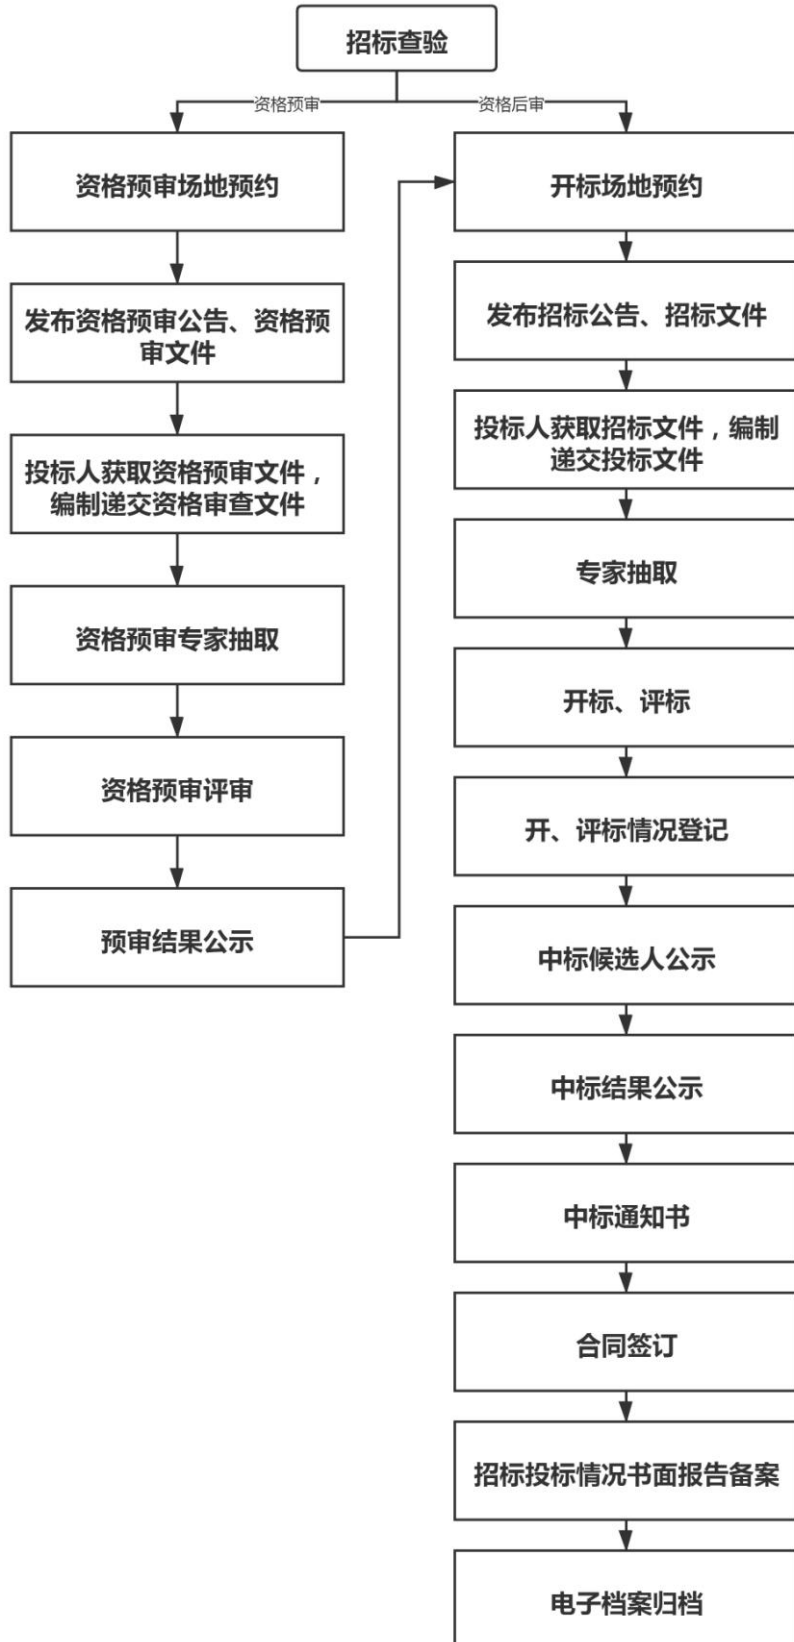 招标查验
资格预审
资格后审
资格预审场地预约
发布资格预审公告、资格预
审文件
投标人获取资格预审文件，
编制递交资格审查文件
资格预审专家抽取
资格预审评审
预审结果公示
开标场地预约
发布招标公告、招标文件
投标人获取招标文件，编制
递交投标文件
专家抽取
开标、评标
开、评标情况登记
中标候选人公示
中标结果公示
中标通知书
合同签订
招标投标情况书面报告备案
电子档案归档